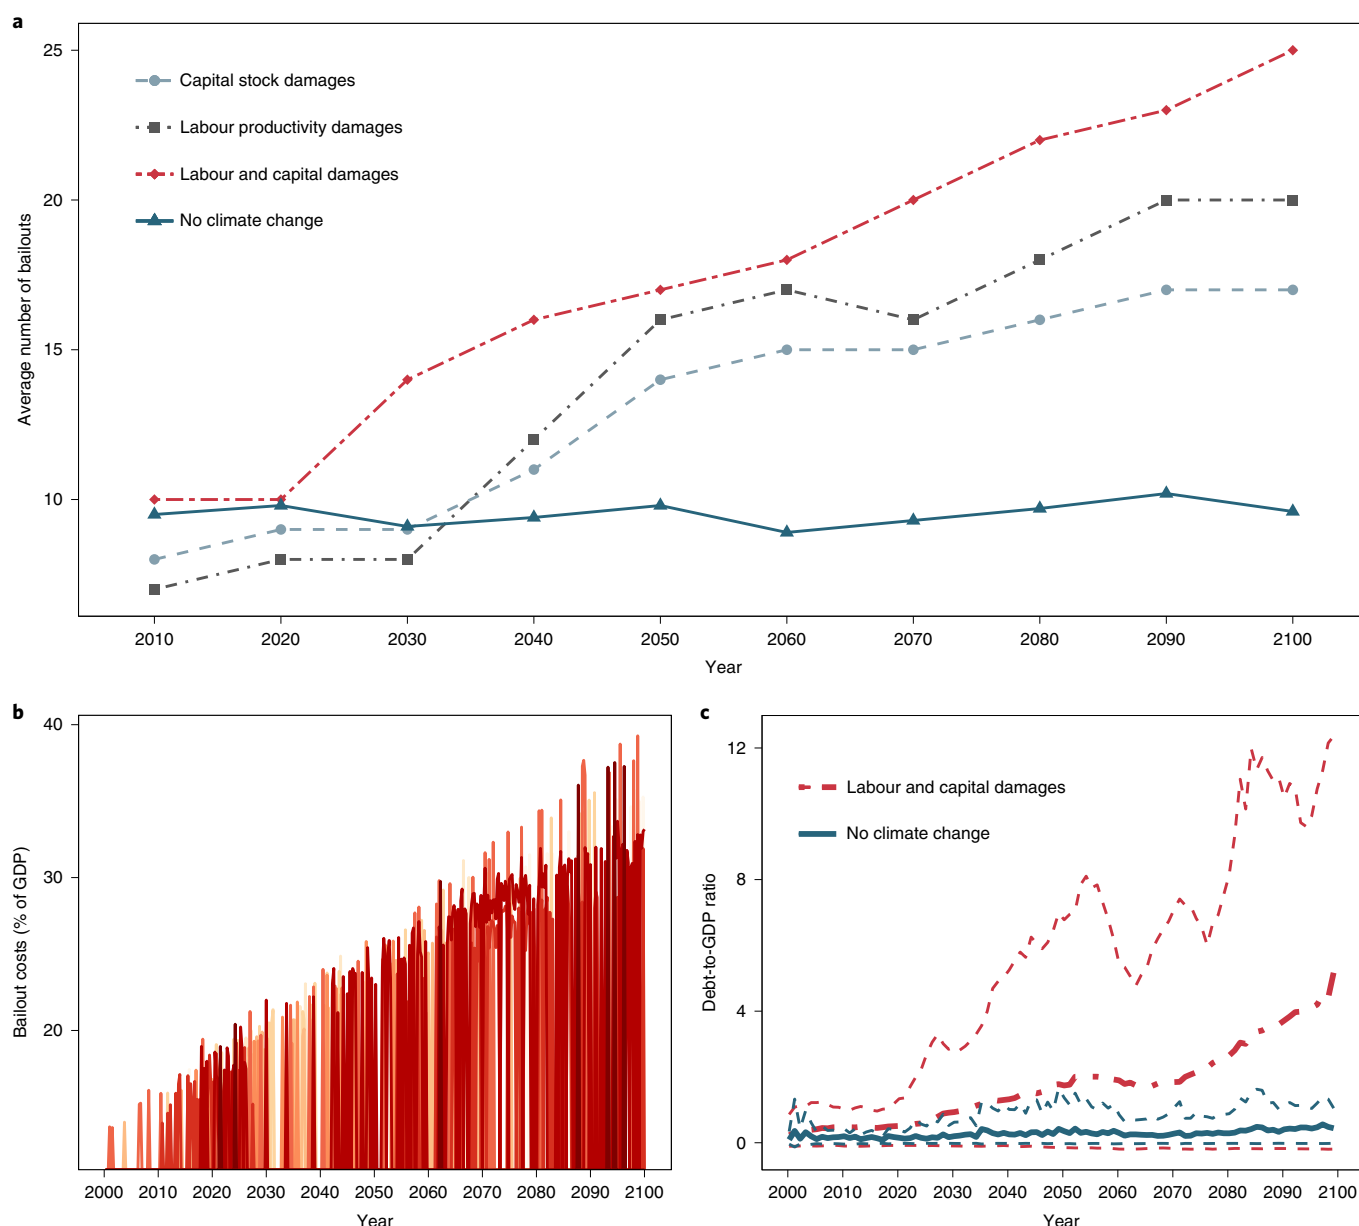 a
25
20
15
10
Average number of bailouts
Capital stock damages
Labour productivity damages
Labour and capital damages
No climate change
2010 2020 2030 2040 2050 2060 2070 2080 2090 2100
Year
b
40
30
20
Bailout costs (% of GDP)
2000 2010 2020 2030 2040 2050 2060 2070 2080 2090 2100
Year
c
12
8
4
0
Debt-to-GDP ratio
Labour and capital damages
No climate change
2000 2010 2020 2030 2040 2050 2060 2070 2080 2090 2100
Year